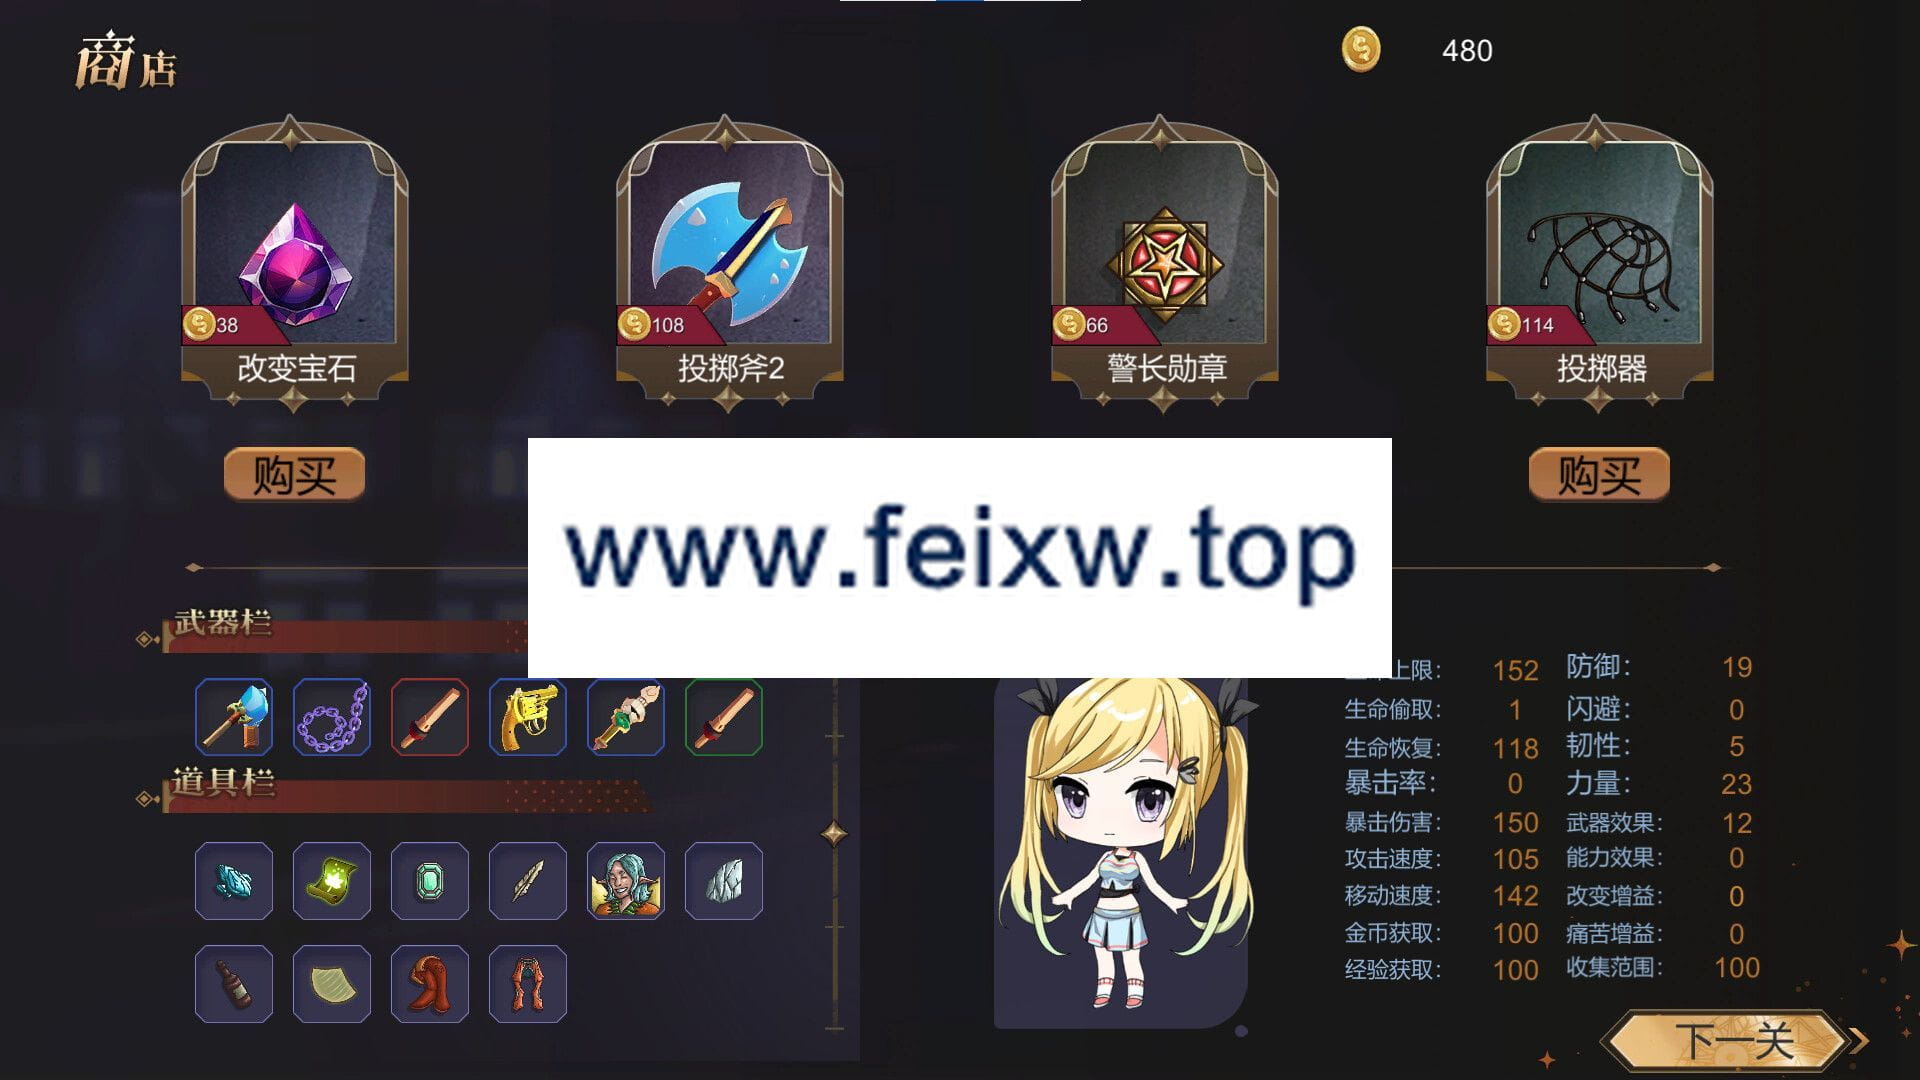 商店
480
38
改变宝石
108
投掷斧2
66
警长勋章
114
投掷器
购买
购买
www.feixw.top
武器栏
道具栏
上限： 152 防御： 19
生命偷取： 1 闪避： 0
生命恢复： 118 韧性： 5
暴击率： 0 力量： 23
暴击伤害： 150 武器效果： 12
攻击速度： 105 能力效果： 0
移动速度： 142 改变增益： 0
金币获取： 100 痛苦增益： 0
经验获取： 100 收集范围： 100
下一关